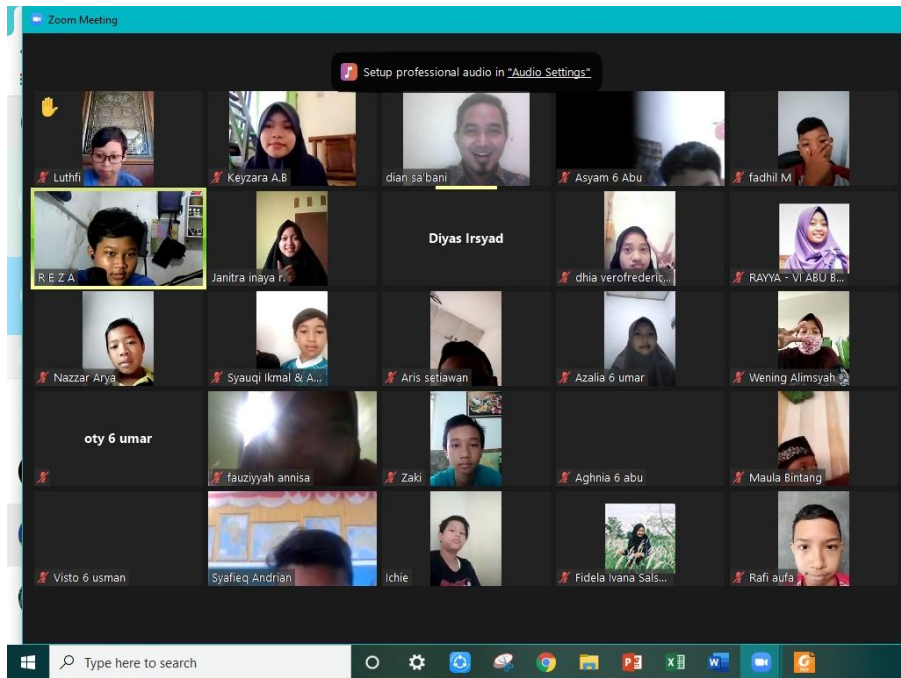 Zoom Meeting
Setup professional audio in "Audio Settings"
Luthfi
Keyzara A.B
dian sa'bani
Asyam 6 Abu
fadhil M
R E Z A
Janitra inaya r.
Diyas Irsyad
dhia verofrederic...
RAYYA - VI ABU B...
Nazzar Arya
Syauqi Ikmal & A...
Aris setiawan
Azalia 6 umar
Wening Alimsyah
oty 6 umar
fauziyyah annisa
Zaki
Aghnia 6 abu
Maula Bintang
Visto 6 usman
Syafieq Andrian
Ichie
Fidela Ivana Sals...
Rafi aufa
Type here to search